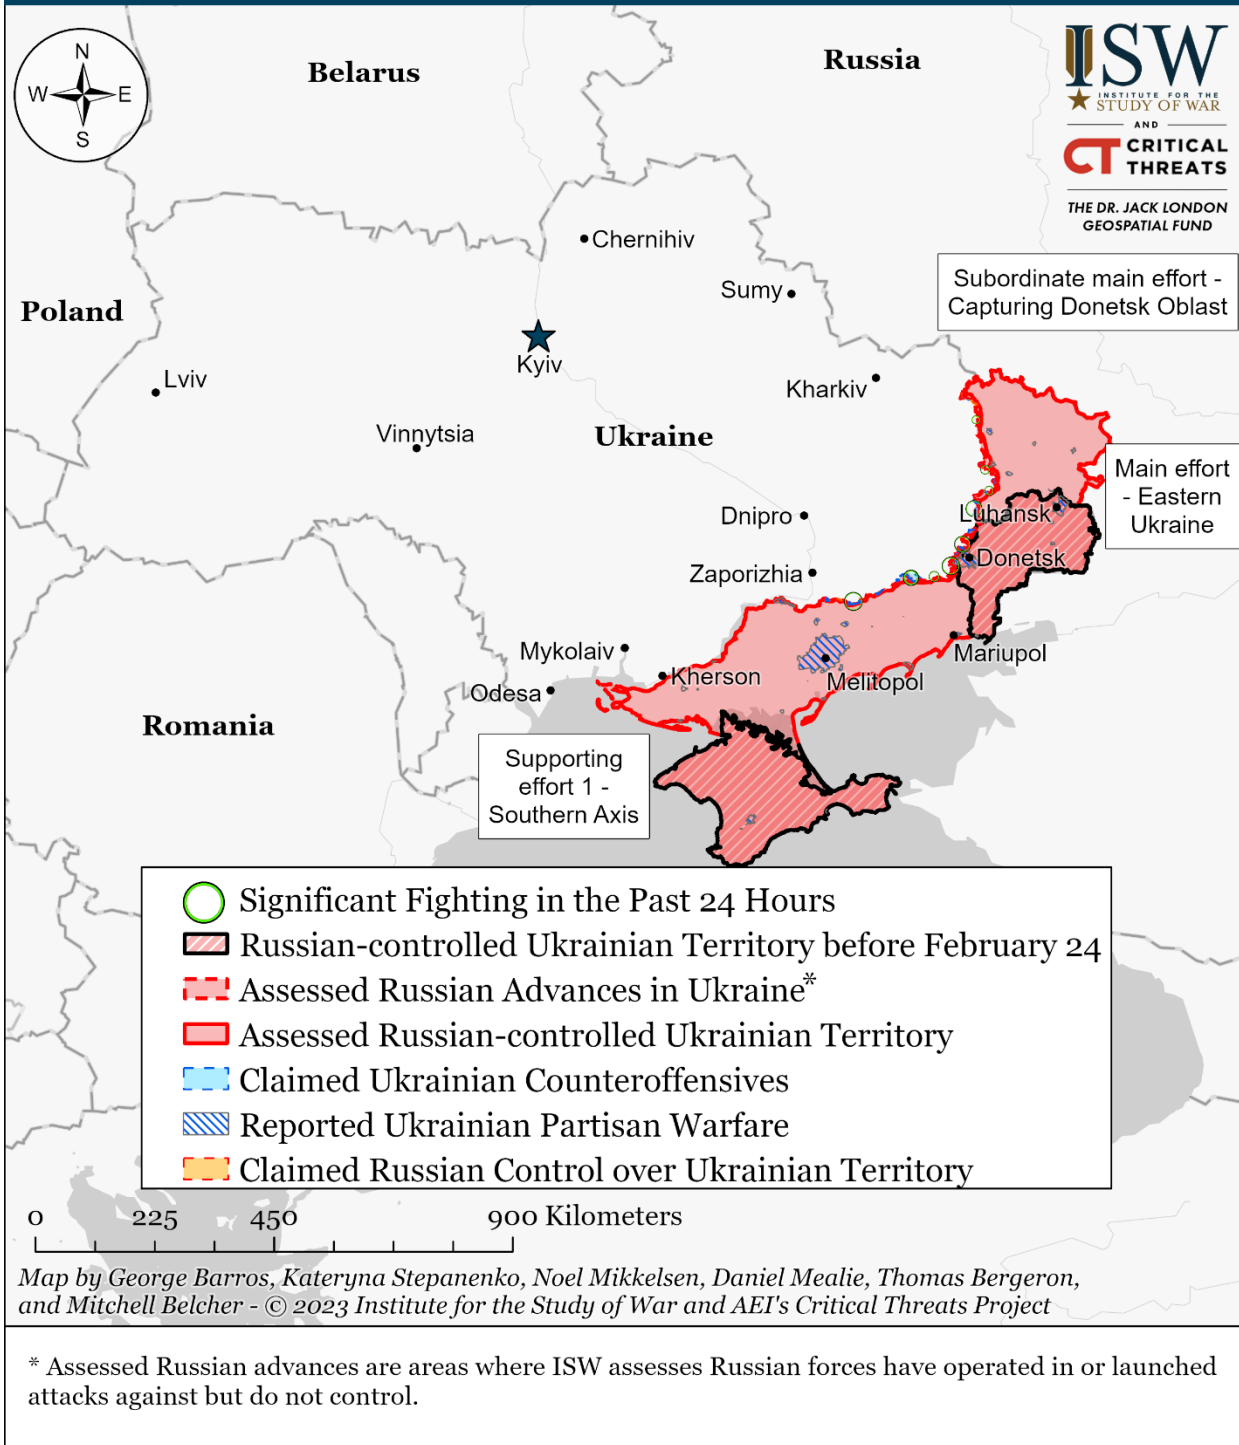 N
W
E
S
Belarus
Russia
ISW
INSTITUTE FOR THE
STUDY OF WAR
AND
CT CRITICAL
THREATS
THE DR. JACK LONDON
GEOSPATIAL FUND
Chernihiv
Subordinate main effort -
Capturing Donetsk Oblast
Sumy
Poland
Kyiv
Lviv
Kharkiv
Vinnytsia
Ukraine
Main effort
- Eastern
Ukraine
Dnipro
Luhansk
Donetsk
Zaporizhia
Mykolaiv
Mariupol
Kherson
Melitopol
Odesa
Romania
Supporting
effort 1 -
Southern Axis
Significant Fighting in the Past 24 Hours
Russian-controlled Ukrainian Territory before February 24
Assessed Russian Advances in Ukraine*
Assessed Russian-controlled Ukrainian Territory
Claimed Ukrainian Counteroffensives
Reported Ukrainian Partisan Warfare
Claimed Russian Control over Ukrainian Territory
0 225 450 900 Kilometers
Map by George Barros, Kateryna Stepanenko, Noel Mikkelsen, Daniel Mealie, Thomas Bergeron,
and Mitchell Belcher - © 2023 Institute for the Study of War and AEI's Critical Threats Project
* Assessed Russian advances are areas where ISW assesses Russian forces have operated in or launched
attacks against but do not control.